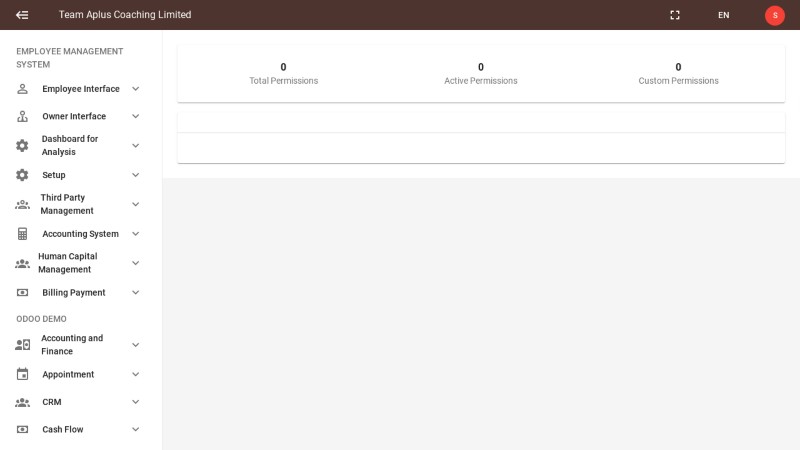 Team Aplus Coaching Limited
EN
S
EMPLOYEE MANAGEMENT
SYSTEM
Employee Interface
Owner Interface
Dashboard for
Analysis
Setup
Third Party
Management
Accounting System
Human Capital
Management
Billing Payment
ODOO DEMO
Accounting and
Finance
Appointment
CRM
Cash Flow
0
Total Permissions
0
Active Permissions
0
Custom Permissions